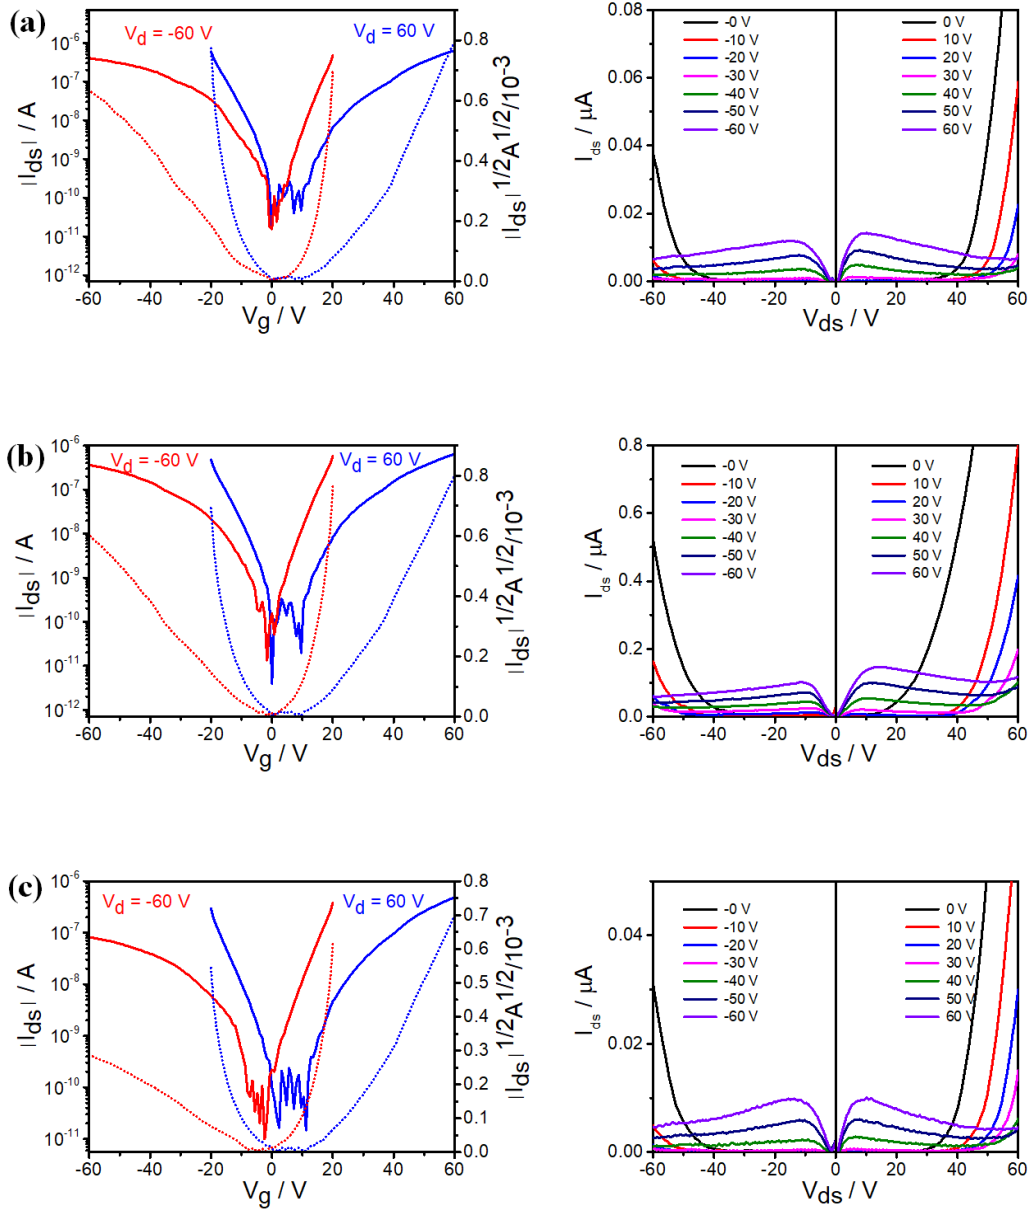 (a)
V_d = -60 V
V_d = 60 V
10^-6
10^-7
10^-8
10^-9
10^-10
10^-11
10^-12
|I_ds| / A
0.8
0.6
0.4
0.2
0.0
|I_ds|^1/2 A^1/2/10^-3
-60 -40 -20 0 20 40 60
V_g / V
0.08
0.06
0.04
0.02
0.00
I_ds / μA
-0 V
-10 V
-20 V
-30 V
-40 V
-50 V
-60 V
0 V
10 V
20 V
30 V
40 V
50 V
60 V
-60 -40 -20 0 20 40 60
V_ds / V
(b)
V_d = -60 V
V_d = 60 V
10^-6
10^-7
10^-8
10^-9
10^-10
10^-11
10^-12
|I_ds| / A
0.8
0.6
0.4
0.2
0.0
|I_ds|^1/2 A^1/2/10^-3
-60 -40 -20 0 20 40 60
V_g / V
0.8
0.6
0.4
0.2
0.0
I_ds / μA
-0 V
-10 V
-20 V
-30 V
-40 V
-50 V
-60 V
0 V
10 V
20 V
30 V
40 V
50 V
60 V
-60 -40 -20 0 20 40 60
V_ds / V
(c)
V_d = -60 V
V_d = 60 V
10^-6
10^-7
10^-8
10^-9
10^-10
10^-11
|I_ds| / A
0.8
0.7
0.6
0.5
0.4
0.3
0.2
0.1
0.0
|I_ds|^1/2 A^1/2/10^-3
-60 -40 -20 0 20 40 60
V_g / V
0.04
0.02
0.00
I_ds / μA
-0 V
-10 V
-20 V
-30 V
-40 V
-50 V
-60 V
0 V
10 V
20 V
30 V
40 V
50 V
60 V
-60 -40 -20 0 20 40 60
V_ds / V